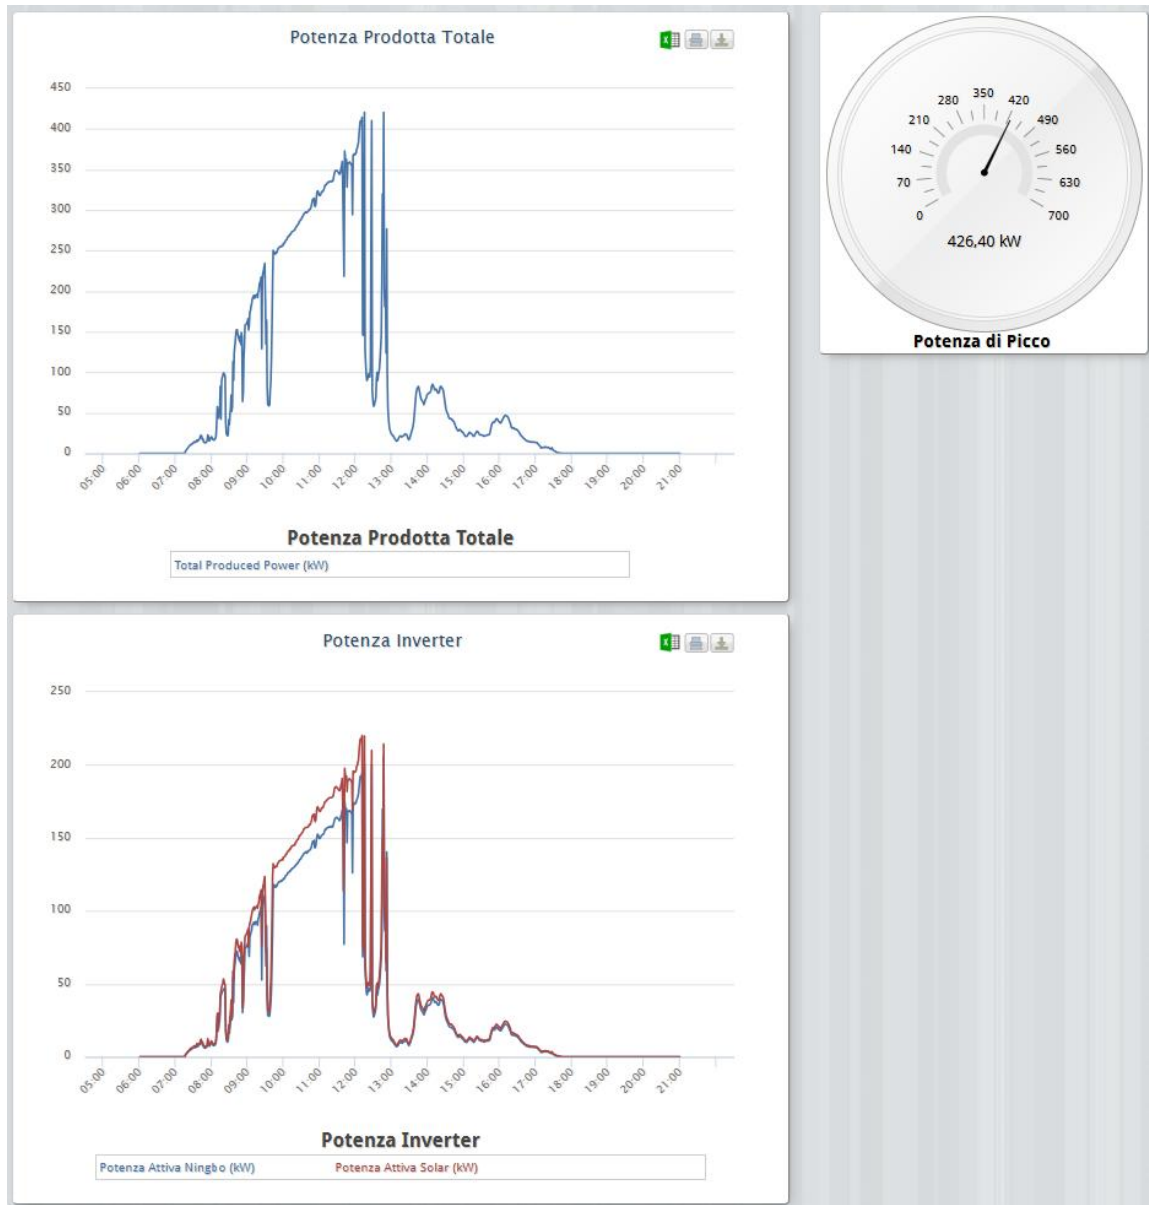 Potenza Prodotta Totale
450
400
350
300
250
200
150
100
50
0
05:00 06:00 07:00 08:00 09:00 10:00 11:00 12:00 13:00 14:00 15:00 16:00 17:00 18:00 19:00 20:00 21:00
Potenza Prodotta Totale
Total Produced Power (kW)
0 70 140 210 280 350 420 490 560 630 700
426,40 kW
Potenza di Picco
Potenza Inverter
250
200
150
100
50
0
05:00 06:00 07:00 08:00 09:00 10:00 11:00 12:00 13:00 14:00 15:00 16:00 17:00 18:00 19:00 20:00 21:00
Potenza Inverter
Potenza Attiva Ningbo (kW) Potenza Attiva Solar (kW)